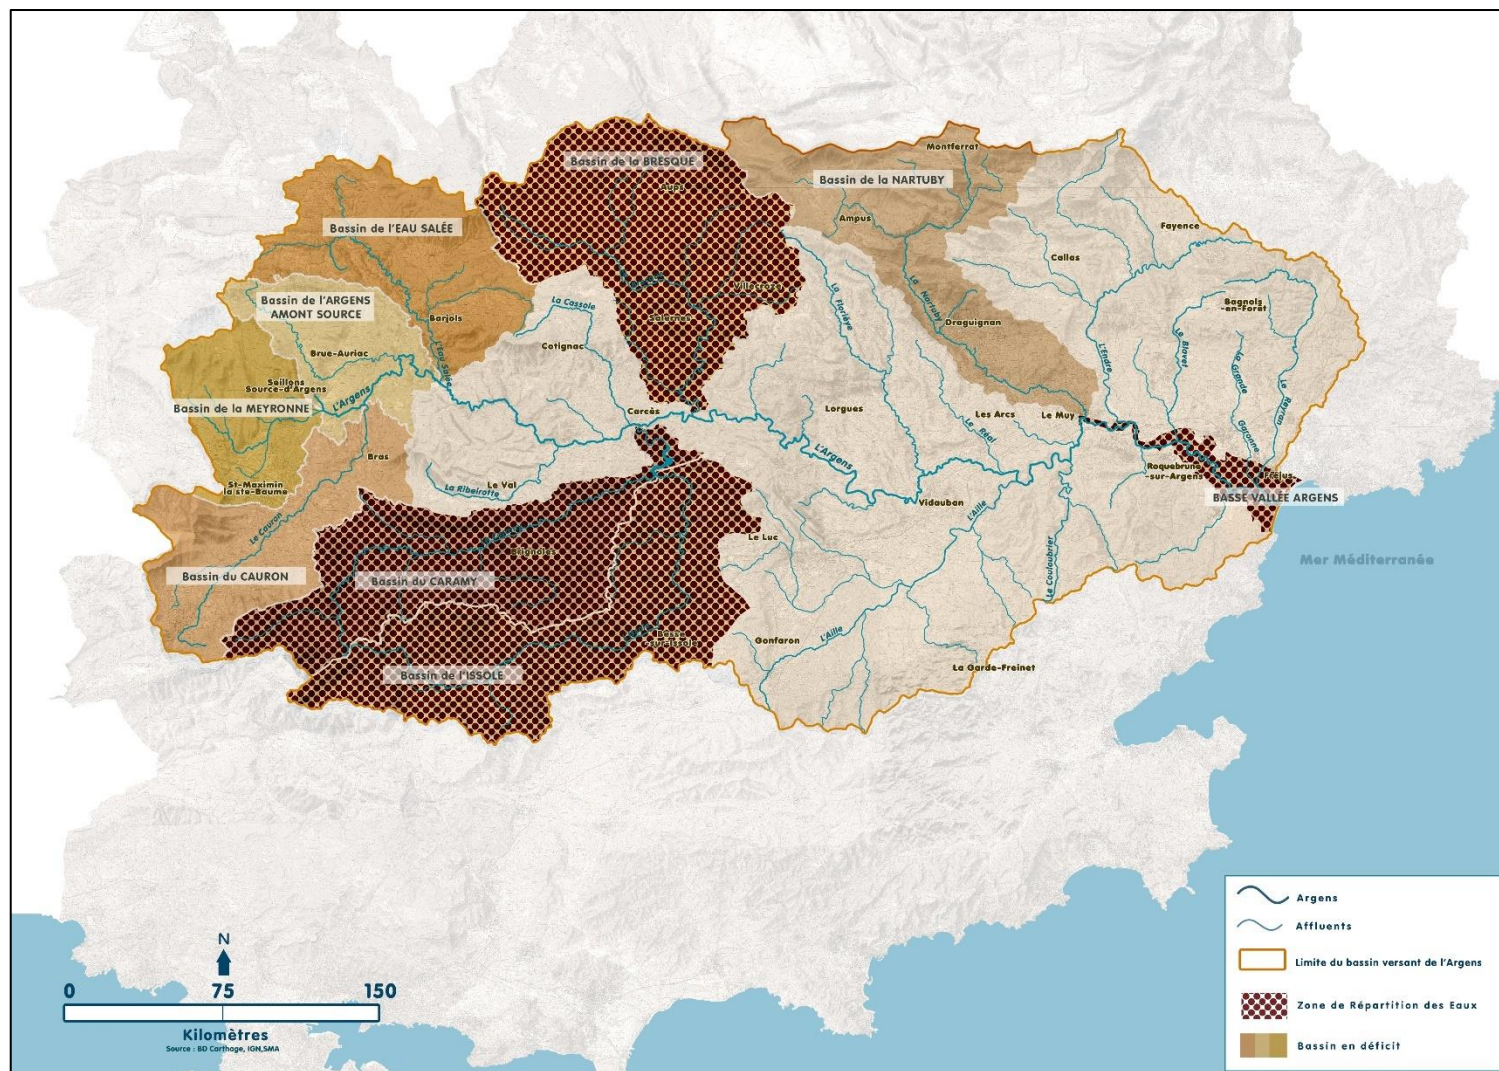 Montferrat
Bassin de la BRESQUE
Bassin de la NARTUBY
Aups
Ampus
Fayence
Bassin de l'EAU SALÉE
Callas
Villecroze
La Florièye
La Nartuby
Bassin de l'ARGENS
AMONT SOURCE
La Cassole
Bagnols
-en-Forêt
Barjols
Salernes
Draguignan
Cotignac
Brue-Auriac
L'Eau Salée
L'Endre
Le Blavet
La Grande
Garonne
Le Reyran
Seillons
Source-d'Argens
L'Argens
Bassin de la MEYRONNE
Carcès
Lorgues
Les Arcs
Le Muy
Le Réal
Bras
L'Argens
Roquebrune
-sur-Argens
Fréjus
St-Maximin
la ste-Baume
Le Val
La Ribeirotte
BASSE VALLÉE ARGENS
Vidauban
L'Aille
Le Cauron
Le Luc
Brignoles
Le Couloubrier
Mer Méditerranée
Bassin du CAURON
Bassin du CARAMY
Besse
-sur-Issole
Gonfaron
L'Aille
La Garde-Freinet
Bassin de l'ISSOLE
N
0 75 150
Kilomètres
Source : BD Carthage, IGN,SMA
Argens
Affluents
Limite du bassin versant de l'Argens
Zone de Répartition des Eaux
Bassin en déficit